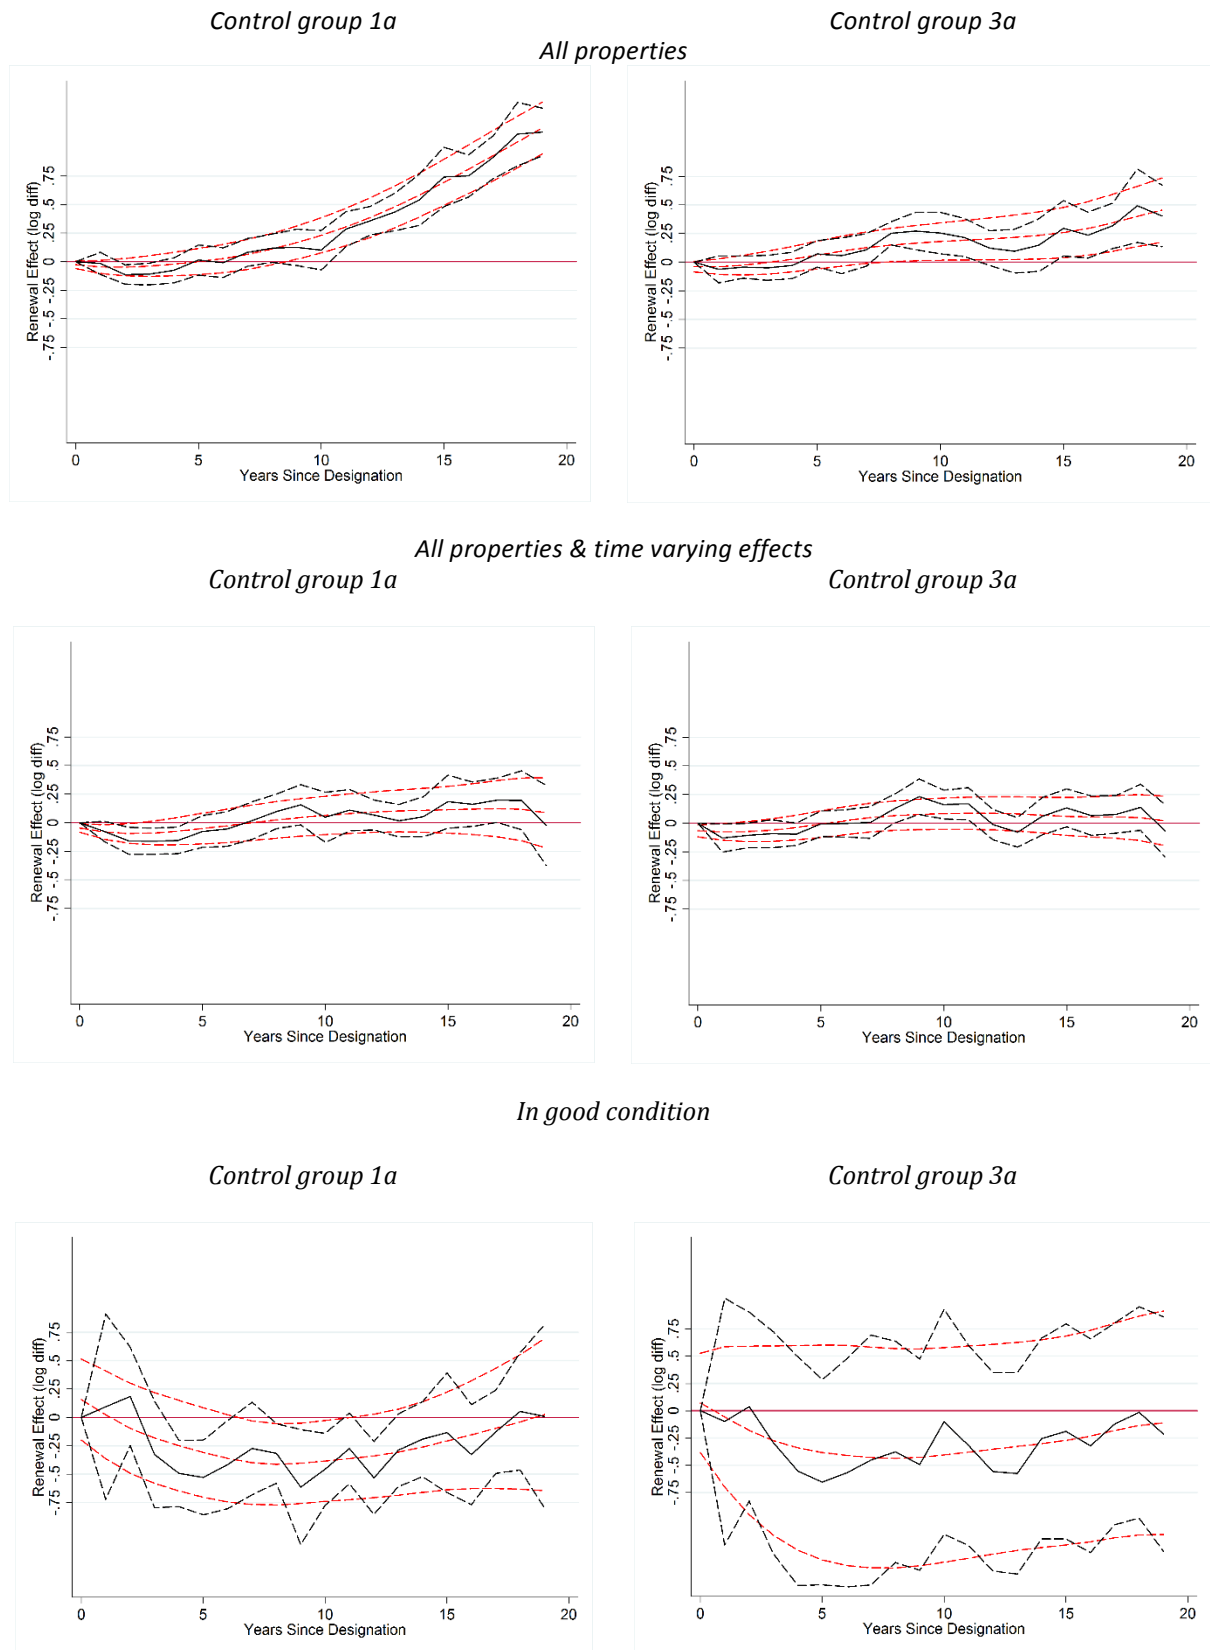 Control group 1a
Control group 3a
All properties
Renewal Effect (log diff)
.75
.5
.25
0
-.25
-.5
-.75
0 5 10 15 20
Years Since Designation
Renewal Effect (log diff)
.75
.5
.25
0
-.25
-.5
-.75
0 5 10 15 20
Years Since Designation
All properties & time varying effects
Control group 1a
Control group 3a
Renewal Effect (log diff)
.75
.5
.25
0
-.25
-.5
-.75
0 5 10 15 20
Years Since Designation
Renewal Effect (log diff)
.75
.5
.25
0
-.25
-.5
-.75
0 5 10 15 20
Years Since Designation
In good condition
Control group 1a
Control group 3a
Renewal Effect (log diff)
.75
.5
.25
0
-.25
-.5
-.75
0 5 10 15 20
Years Since Designation
Renewal Effect (log diff)
.75
.5
.25
0
-.25
-.5
-.75
0 5 10 15 20
Years Since Designation